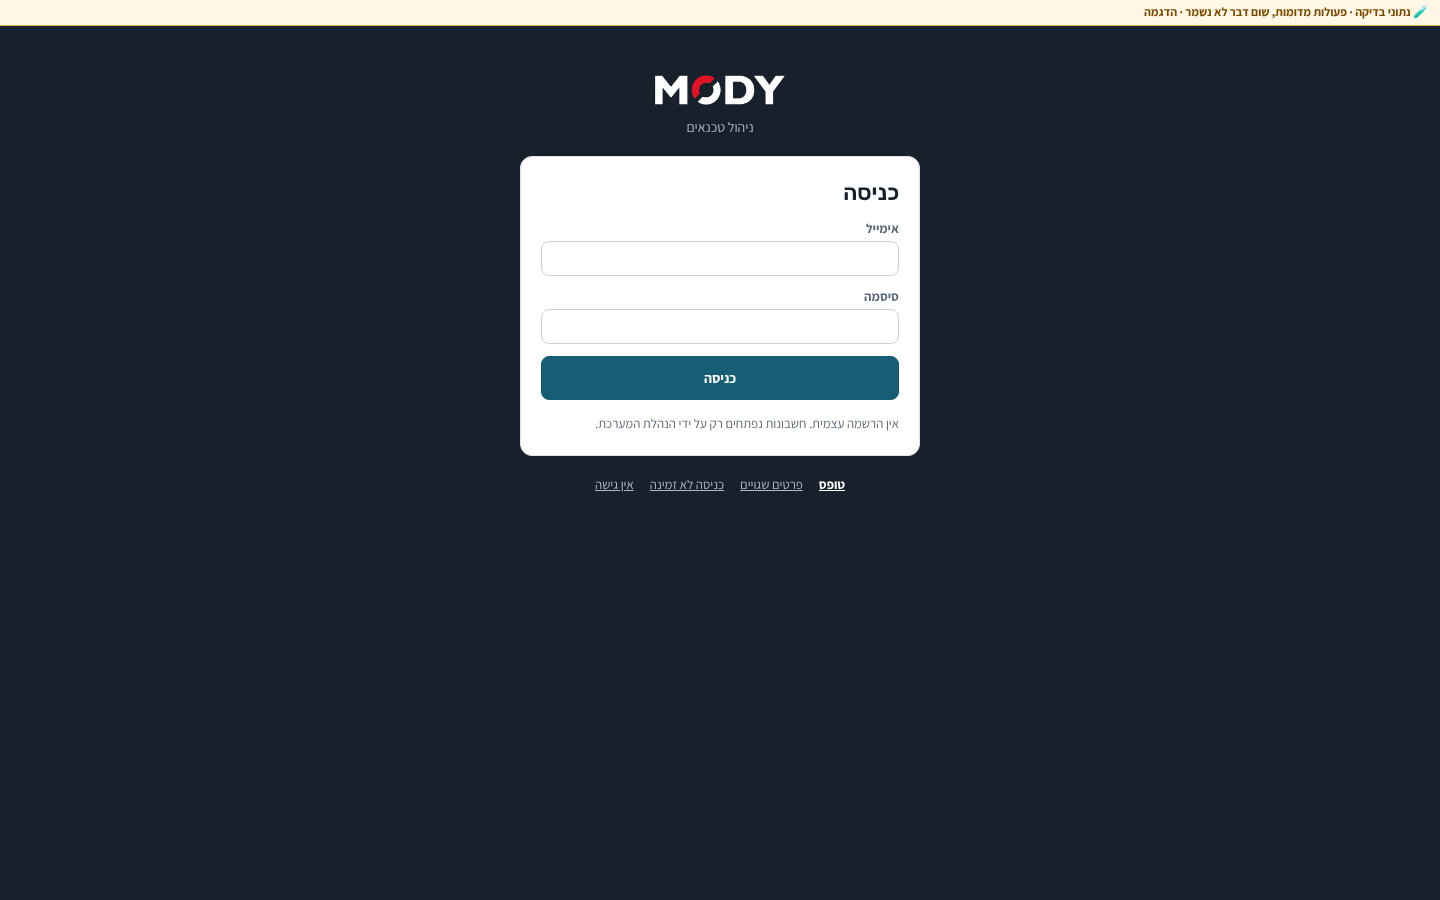 🧪 נתוני בדיקה · פעולות מדומות, שום דבר לא נשמר · הדגמה
MODY
ניהול טכנאים
כניסה
אימייל
סיסמה
כניסה
אין הרשמה עצמית. חשבונות נפתחים רק על ידי הנהלת המערכת.
טופס פרטים שגויים כניסה לא זמינה אין גישה